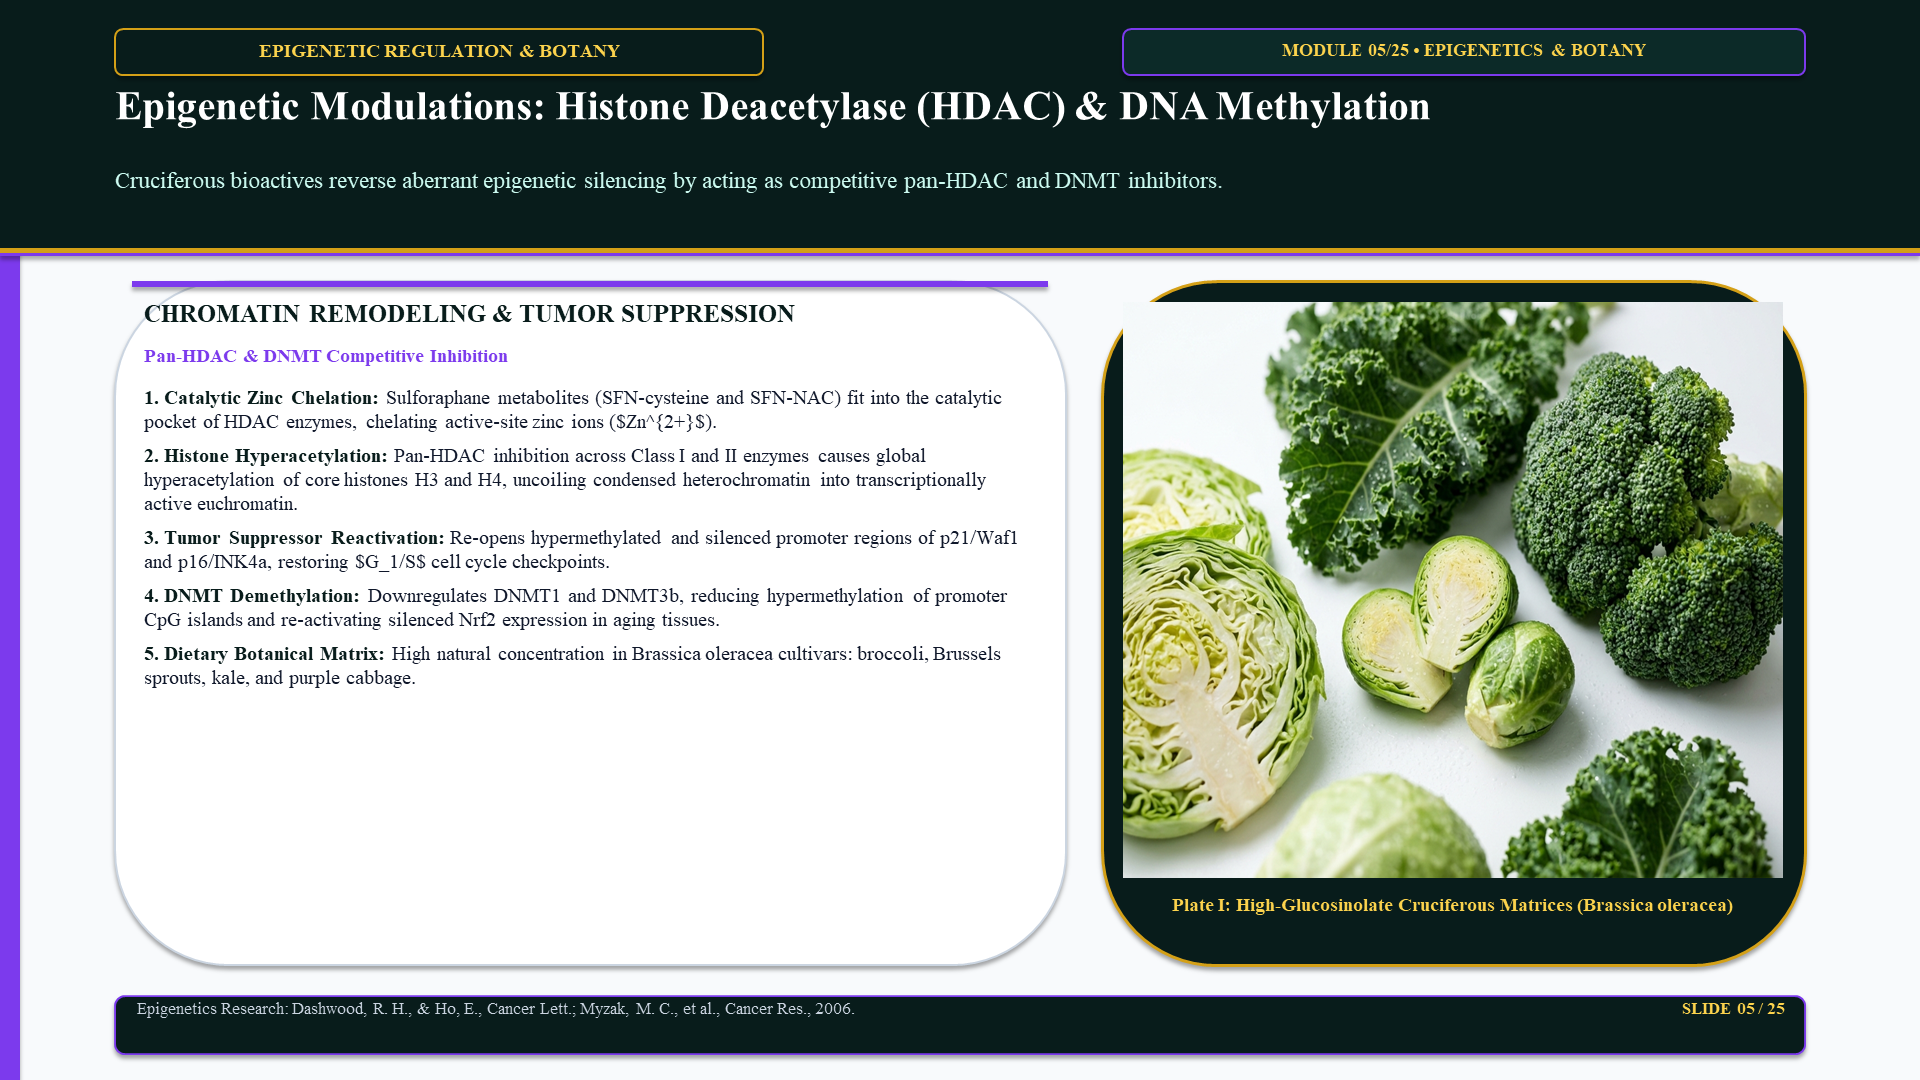 EPIGENETIC REGULATION & BOTANY
MODULE 05/25 • EPIGENETICS & BOTANY
Epigenetic Modulations: Histone Deacetylase (HDAC) & DNA Methylation
Cruciferous bioactives reverse aberrant epigenetic silencing by acting as competitive pan-HDAC and DNMT inhibitors.
CHROMATIN REMODELING & TUMOR SUPPRESSION
Pan-HDAC & DNMT Competitive Inhibition
1. Catalytic Zinc Chelation: Sulforaphane metabolites (SFN-cysteine and SFN-NAC) fit into the catalytic
pocket of HDAC enzymes, chelating active-site zinc ions ($Zn^{2+}$).
2. Histone Hyperacetylation: Pan-HDAC inhibition across Class I and II enzymes causes global
hyperacetylation of core histones H3 and H4, uncoiling condensed heterochromatin into transcriptionally
active euchromatin.
3. Tumor Suppressor Reactivation: Re-opens hypermethylated and silenced promoter regions of p21/Waf1
and p16/INK4a, restoring $G_1/S$ cell cycle checkpoints.
4. DNMT Demethylation: Downregulates DNMT1 and DNMT3b, reducing hypermethylation of promoter
CpG islands and re-activating silenced Nrf2 expression in aging tissues.
5. Dietary Botanical Matrix: High natural concentration in Brassica oleracea cultivars: broccoli, Brussels
sprouts, kale, and purple cabbage.
Plate I: High-Glucosinolate Cruciferous Matrices (Brassica oleracea)
Epigenetics Research: Dashwood, R. H., & Ho, E., Cancer Lett.; Myzak, M. C., et al., Cancer Res., 2006.
SLIDE 05 / 25